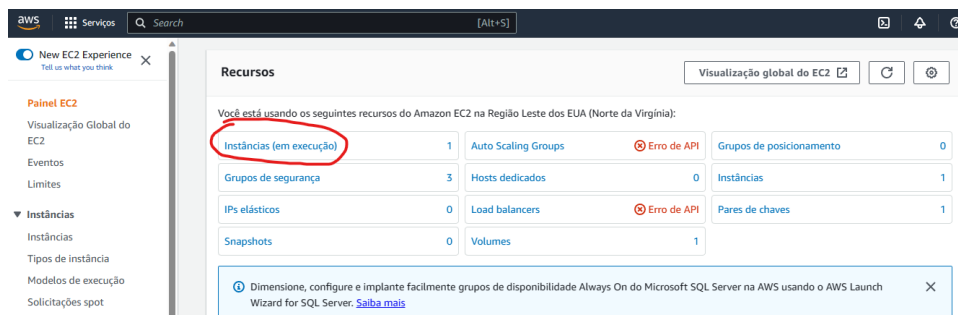 aws
Serviços
Search
[Alt+S]
New EC2 Experience
Tell us what you think
Painel EC2
Visualização Global do
EC2
Eventos
Limites
Instâncias
Instâncias
Tipos de instância
Modelos de execução
Solicitações spot
Recursos
Visualização global do EC2
Você está usando os seguintes recursos do Amazon EC2 na Região Leste dos EUA (Norte da Virgínia):
Instâncias (em execução) 1
Auto Scaling Groups Erro de API
Grupos de posicionamento 0
Grupos de segurança 3
Hosts dedicados 0
Instâncias 1
IPs elásticos 0
Load balancers Erro de API
Pares de chaves 1
Snapshots 0
Volumes 1
Dimensione, configure e implante facilmente grupos de disponibilidade Always On do Microsoft SQL Server na AWS usando o AWS Launch
Wizard for SQL Server. Saiba mais